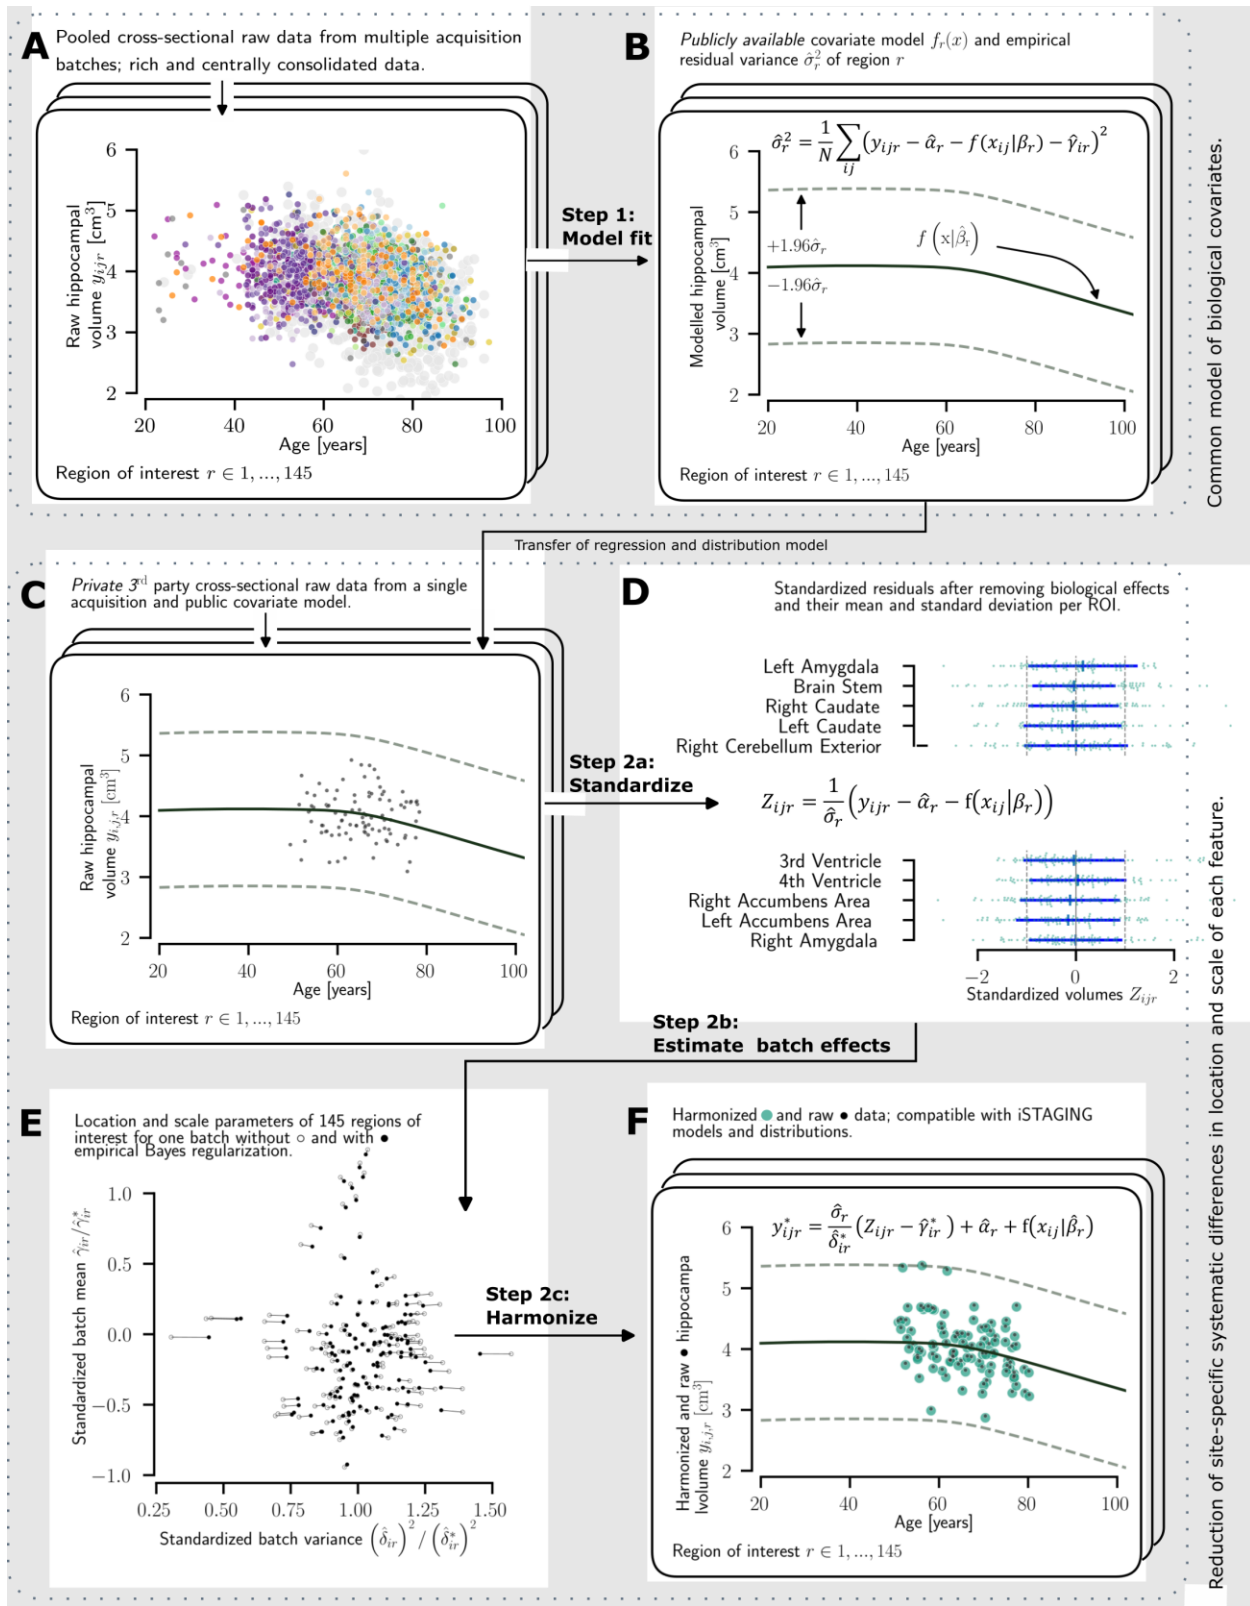 A
Pooled cross-sectional raw data from multiple acquisition
batches; rich and centrally consolidated data.
6
5
4
3
2
Raw hippocampal
volume y_ijr [cm³]
20 40 60 80 100
Age [years]
Region of interest r ∈ 1, ..., 145
Step 1:
Model fit
B
Publicly available covariate model f_r(x) and empirical
residual variance σ̂_r² of region r
σ̂_r² = 1/N ∑_ij (y_ijr − α̂_r − f(x_ij|β_r) − γ̂_ir)²
6
5
4
3
2
Modelled hippocampal
volume [cm³]
+1.96σ̂_r
−1.96σ̂_r
f (x|β̂_r)
20 40 60 80 100
Age [years]
Region of interest r ∈ 1, ..., 145
Common model of biological covariates.
Transfer of regression and distribution model
C
Private 3rd party cross-sectional raw data from a single
acquisition and public covariate model.
6
5
4
3
2
Raw hippocampal
volume y_i,j,r [cm³]
20 40 60 80 100
Age [years]
Region of interest r ∈ 1, ..., 145
Step 2a:
Standardize
D
Standardized residuals after removing biological effects
and their mean and standard deviation per ROI.
Left Amygdala
Brain Stem
Right Caudate
Left Caudate
Right Cerebellum Exterior
Z_ijr = 1/σ̂_r (y_ijr − α̂_r − f(x_ij|β_r))
3rd Ventricle
4th Ventricle
Right Accumbens Area
Left Accumbens Area
Right Amygdala
−2 0 2
Standardized volumes Z_ijr
Step 2b:
Estimate batch effects
E
Location and scale parameters of 145 regions of
interest for one batch without ○ and with ●
empirical Bayes regularization.
1.0
0.5
0.0
−0.5
−1.0
Standardized batch mean γ̂_ir/γ̂*_ir
0.25 0.50 0.75 1.00 1.25 1.50
Standardized batch variance (δ̂_ir)² / (δ̂*_ir)²
Step 2c:
Harmonize
F
Harmonized ● and raw ● data; compatible with iSTAGING
models and distributions.
y*_ijr = σ̂_r/δ̂*_ir (Z_ijr − γ̂*_ir) + α̂_r + f(x_ij|β̂_r)
6
5
4
3
2
Harmonized and raw ● hippocampa
lvolume y_i,j,r [cm³]
20 40 60 80 100
Age [years]
Region of interest r ∈ 1, ..., 145
Reduction of site-specific systematic differences in location and scale of each feature.